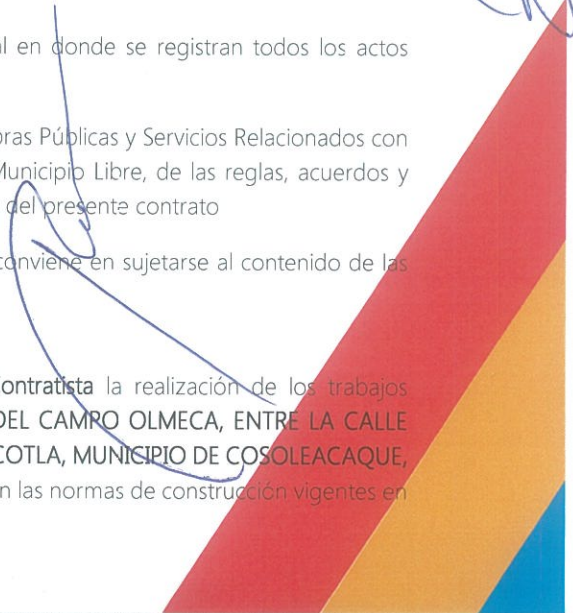 l en donde se registran todos los actos
bras Públicas y Servicios Relacionados con
Municipio Libre, de las reglas, acuerdos y
del presente contrato
conviene en sujetarse al contenido de las
ontratista la realización de los trabajos
DEL CAMPO OLMECA, ENTRE LA CALLE
COTLA, MUNICIPIO DE COSOLEACAQUE,
n las normas de construcción vigentes en